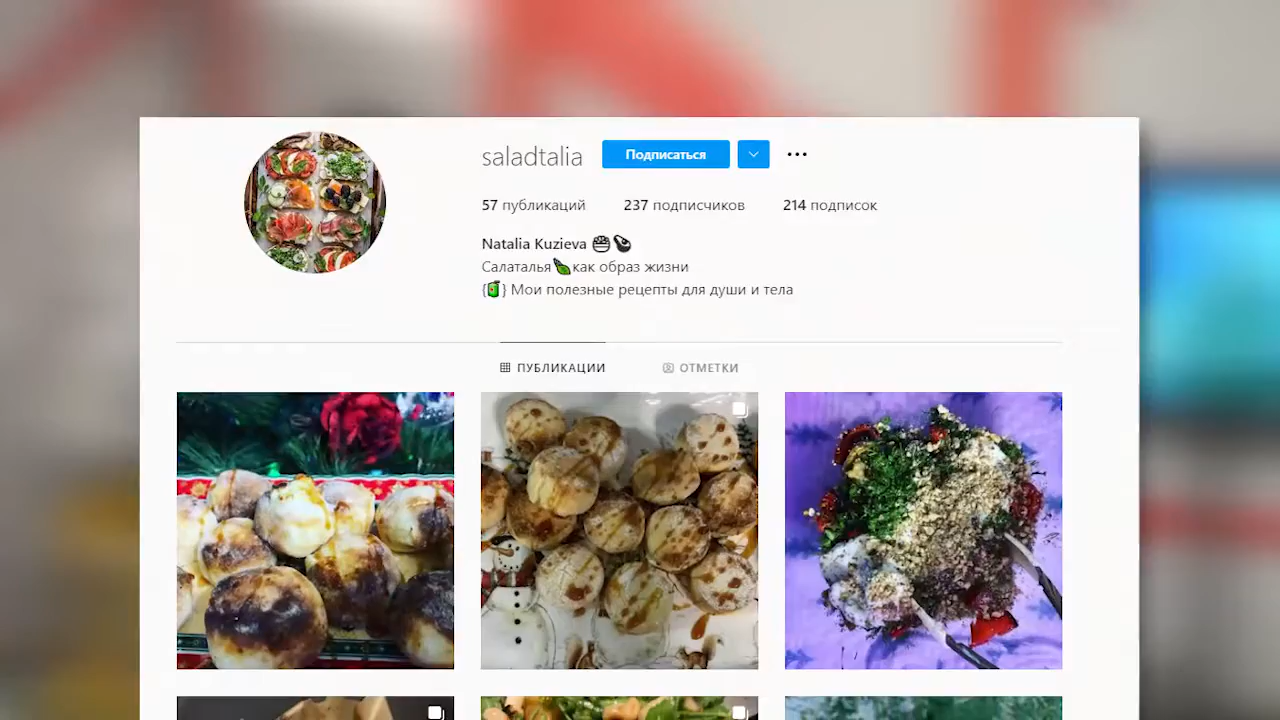 saladtalia Подписаться
57 публикаций 237 подписчиков 214 подписок
Natalia Kuzieva
Салаталья как образ жизни
{ } Мои полезные рецепты для души и тела
ПУБЛИКАЦИИ ОТМЕТКИ